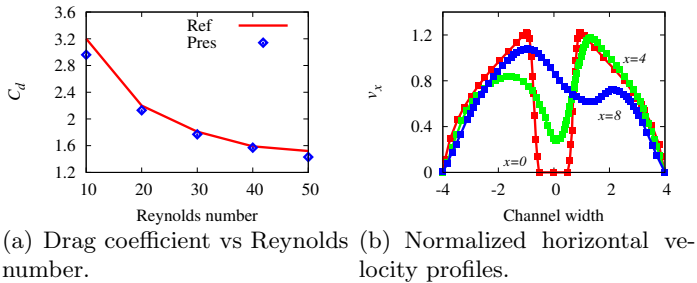 3.6
3.2
2.8
2.4
2
1.6
1.2
10 20 30 40 50
C_d
Reynolds number
Ref
Pres
1.2
0.8
0.4
0
-4 -2 0 2 4
v_x
Channel width
x=4
x=8
x=0
(a) Drag coefficient vs Reynolds
number.
(b) Normalized horizontal ve-
locity profiles.